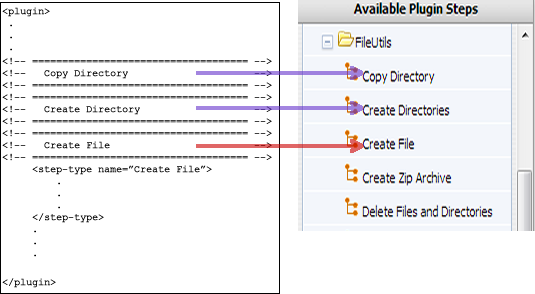 <plugin>
.
.
.
<!-- ==================================== -->
<!-- Copy Directory -->
<!-- ==================================== -->
<!-- ==================================== -->
<!-- Create Directory -->
<!-- ==================================== -->
<!-- ==================================== -->
<!-- Create File -->
<!-- ==================================== -->
<step-type name="Create File">
.
.
.
</step-type>
.
.
.
</plugin>
Available Plugin Steps
FileUtils
Copy Directory
Create Directories
Create File
Create Zip Archive
Delete Files and Directories